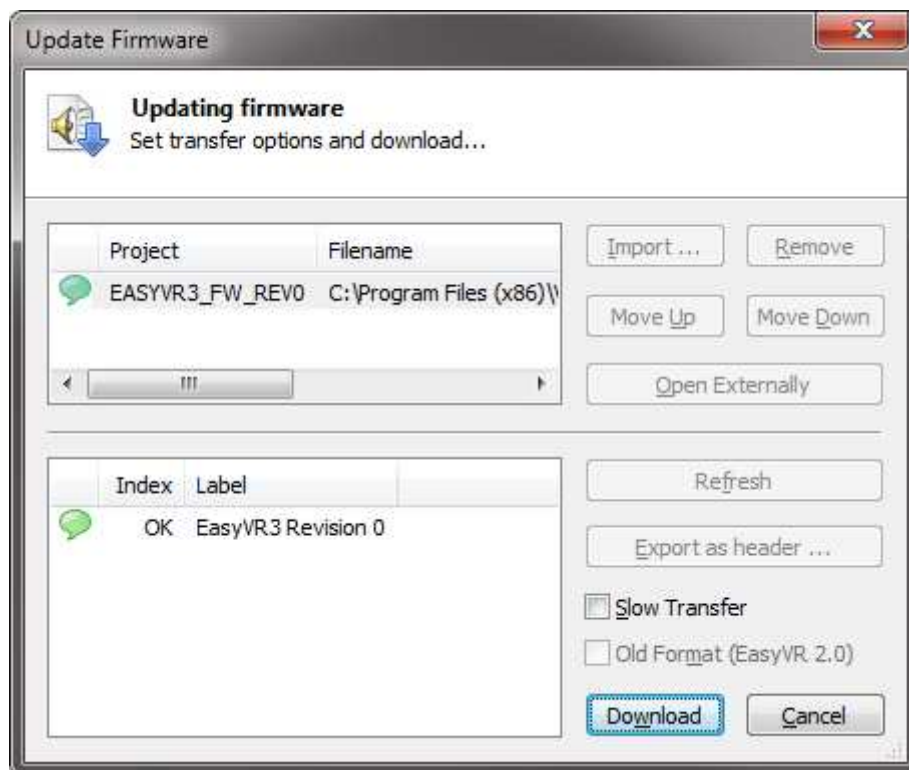 Update Firmware
Updating firmware
Set transfer options and download...
Project Filename
EASYVR3_FW_REV0 C:\Program Files (x86)\
Import ... Remove
Move Up Move Down
Open Externally
Index Label
OK EasyVR3 Revision 0
Refresh
Export as header ...
Slow Transfer
Old Format (EasyVR 2.0)
Download Cancel